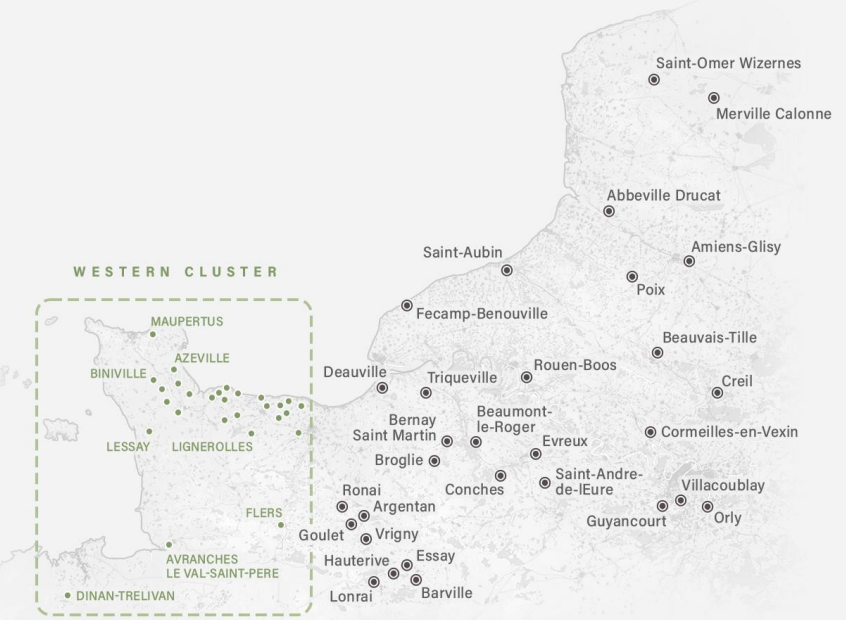 Saint-Omer Wizernes
Merville Calonne
Abbeville Drucat
Amiens-Glisy
Saint-Aubin
Poix
WESTERN CLUSTER
Fecamp-Benouville
MAUPERTUS
Beauvais-Tille
AZEVILLE
BINIVILLE
Deauville
Triqueville
Rouen-Boos
Creil
Bernay
Saint Martin
Beaumont-
le-Roger
Cormeilles-en-Vexin
LESSAY
LIGNEROLLES
Evreux
Broglie
Conches
Saint-Andre-
de-lEure
Villacoublay
Ronai
Argentan
Guyancourt
Orly
FLERS
Goulet
Vrigny
AVRANCHES
LE VAL-SAINT-PERE
Hauterive
Essay
Lonrai
Barville
DINAN-TRELIVAN